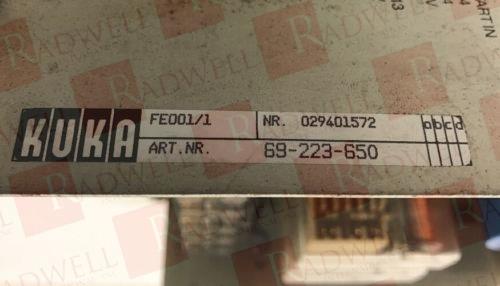 KUKA
FE001/1 NR. 029401572 a b c d
ART.NR. 69-223-650
RADWELL